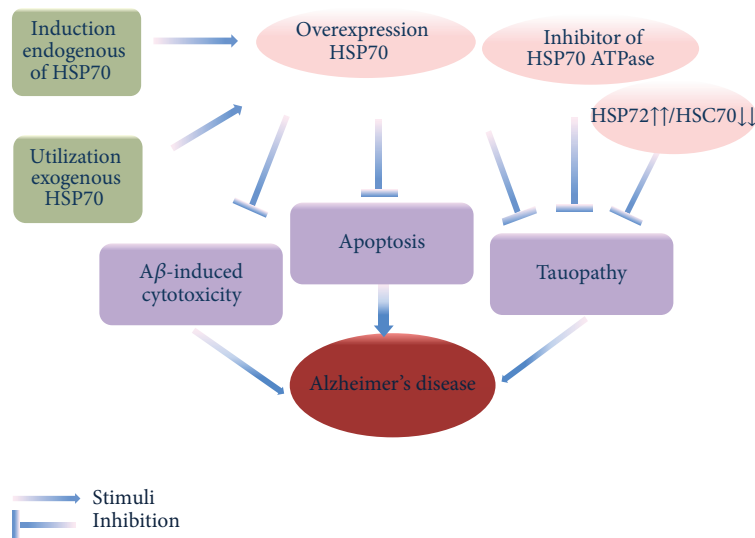 Induction
endogenous
of HSP70
Overexpression
HSP70
Inhibitor of
HSP70 ATPase
HSP72↑↑/HSC70↓↓
Utilization
exogenous
HSP70
Aβ-induced
cytotoxicity
Apoptosis
Tauopathy
Alzheimer's disease
Stimuli
Inhibition